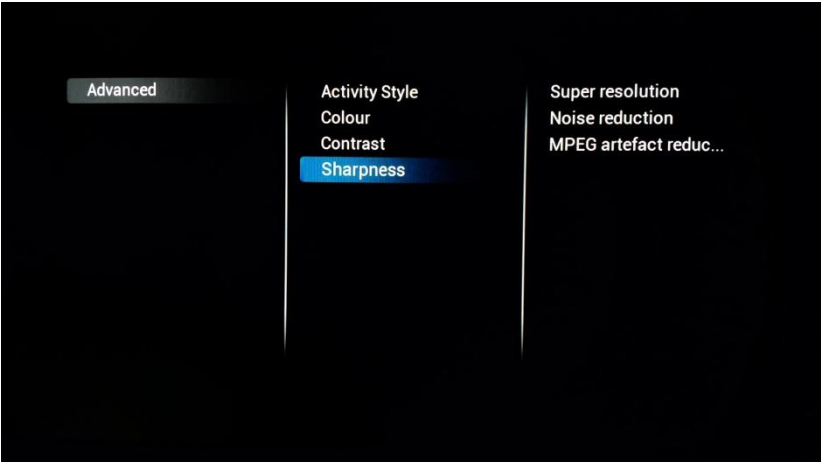 Advanced
Activity Style
Colour
Contrast
Sharpness
Super resolution
Noise reduction
MPEG artefact reduc...